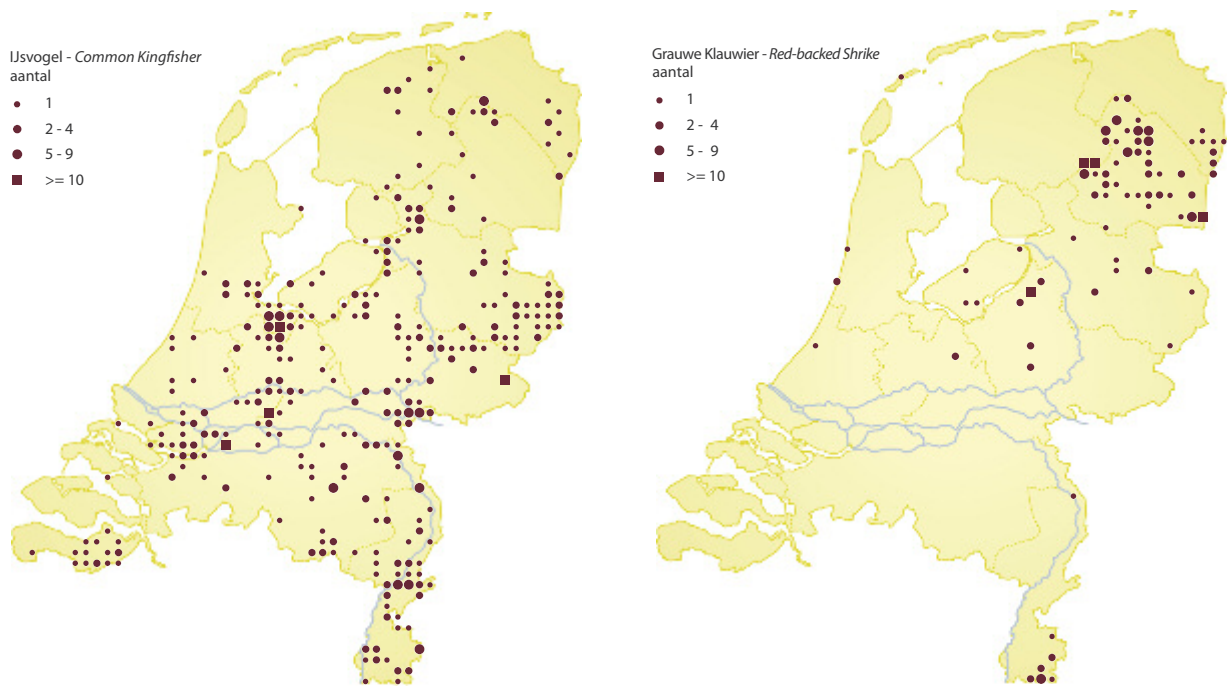 IJsvogel - Common Kingfisher
aantal
1
2 - 4
5 - 9
>= 10
Grauwe Klauwier - Red-backed Shrike
aantal
1
2 - 4
5 - 9
>= 10